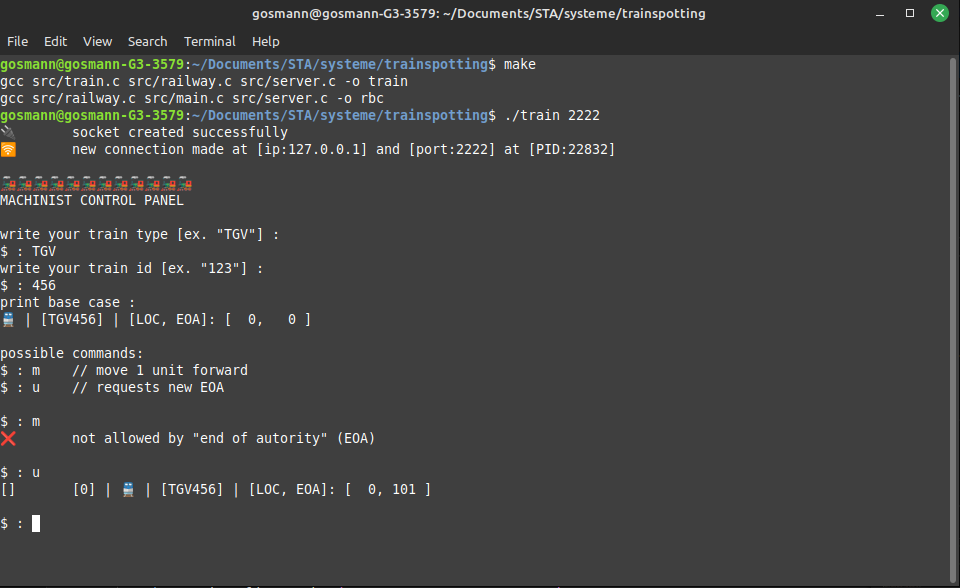 gosmann@gosmann-G3-3579: ~/Documents/STA/systeme/trainspotting
File Edit View Search Terminal Help
gosmann@gosmann-G3-3579:~/Documents/STA/systeme/trainspotting$ make
gcc src/train.c src/railway.c src/server.c -o train
gcc src/railway.c src/main.c src/server.c -o rbc
gosmann@gosmann-G3-3579:~/Documents/STA/systeme/trainspotting$ ./train 2222
🔌 socket created successfully
🛜 new connection made at [ip:127.0.0.1] and [port:2222] at [PID:22832]
🚂🚂🚂🚂🚂🚂🚂🚂🚂🚂🚂🚂
MACHINIST CONTROL PANEL
write your train type [ex. "TGV"] :
$ : TGV
write your train id [ex. "123"] :
$ : 456
print base case :
🚆 | [TGV456] | [LOC, EOA]: [ 0, 0 ]
possible commands:
$ : m // move 1 unit forward
$ : u // requests new EOA
$ : m
❌ not allowed by "end of autority" (EOA)
$ : u
[] [0] | 🚆 | [TGV456] | [LOC, EOA]: [ 0, 101 ]
$ :